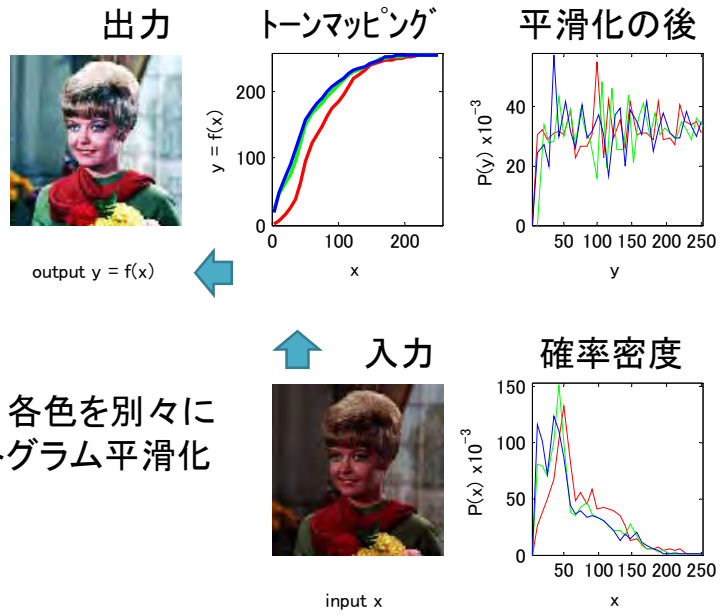 出力
トーンマッピング
平滑化の後
y = f(x)
200
100
0
0
100
200
x
P(y) x10⁻³
40
20
0
50 100 150 200 250
y
output y = f(x)
入力
確率密度
各色を別々に
グラム平滑化
input x
P(x) x10⁻³
150
100
50
0
50 100 150 200 250
x